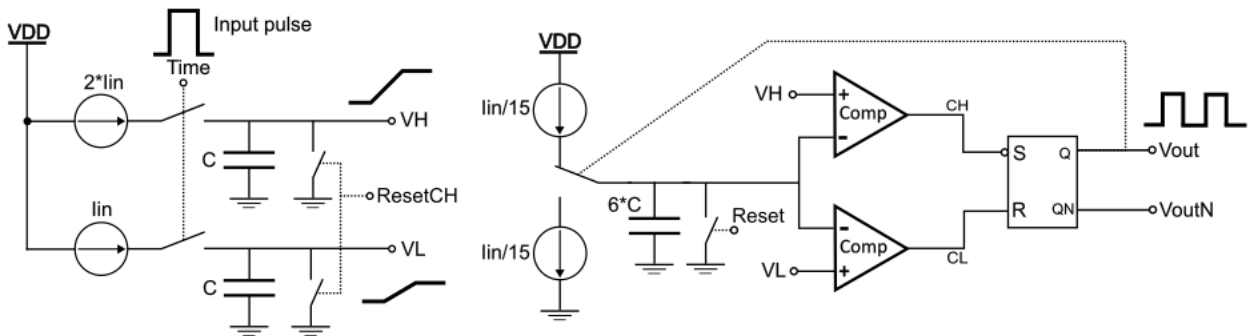 VDD
Input pulse
Time
2*Iin
VH
C
ResetCH
Iin
VL
C
VDD
Iin/15
Iin/15
6*C
Reset
VH
+
Comp
-
CH
S
Q
Vout
R
QN
VoutN
-
Comp
+
VL
CL